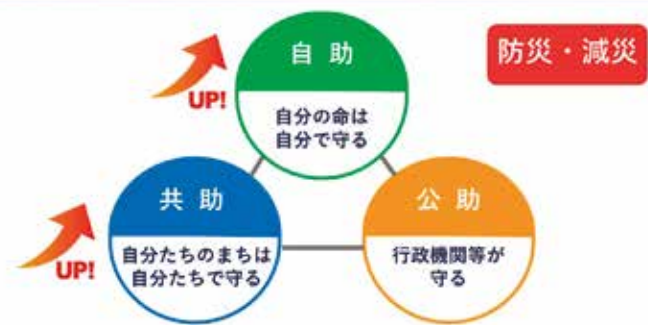 防災・減災
自 助
UP!
自分の命は
自分で守る
共 助
公 助
自分たちのまちは
自分たちで守る
UP!
行政機関等が
守る